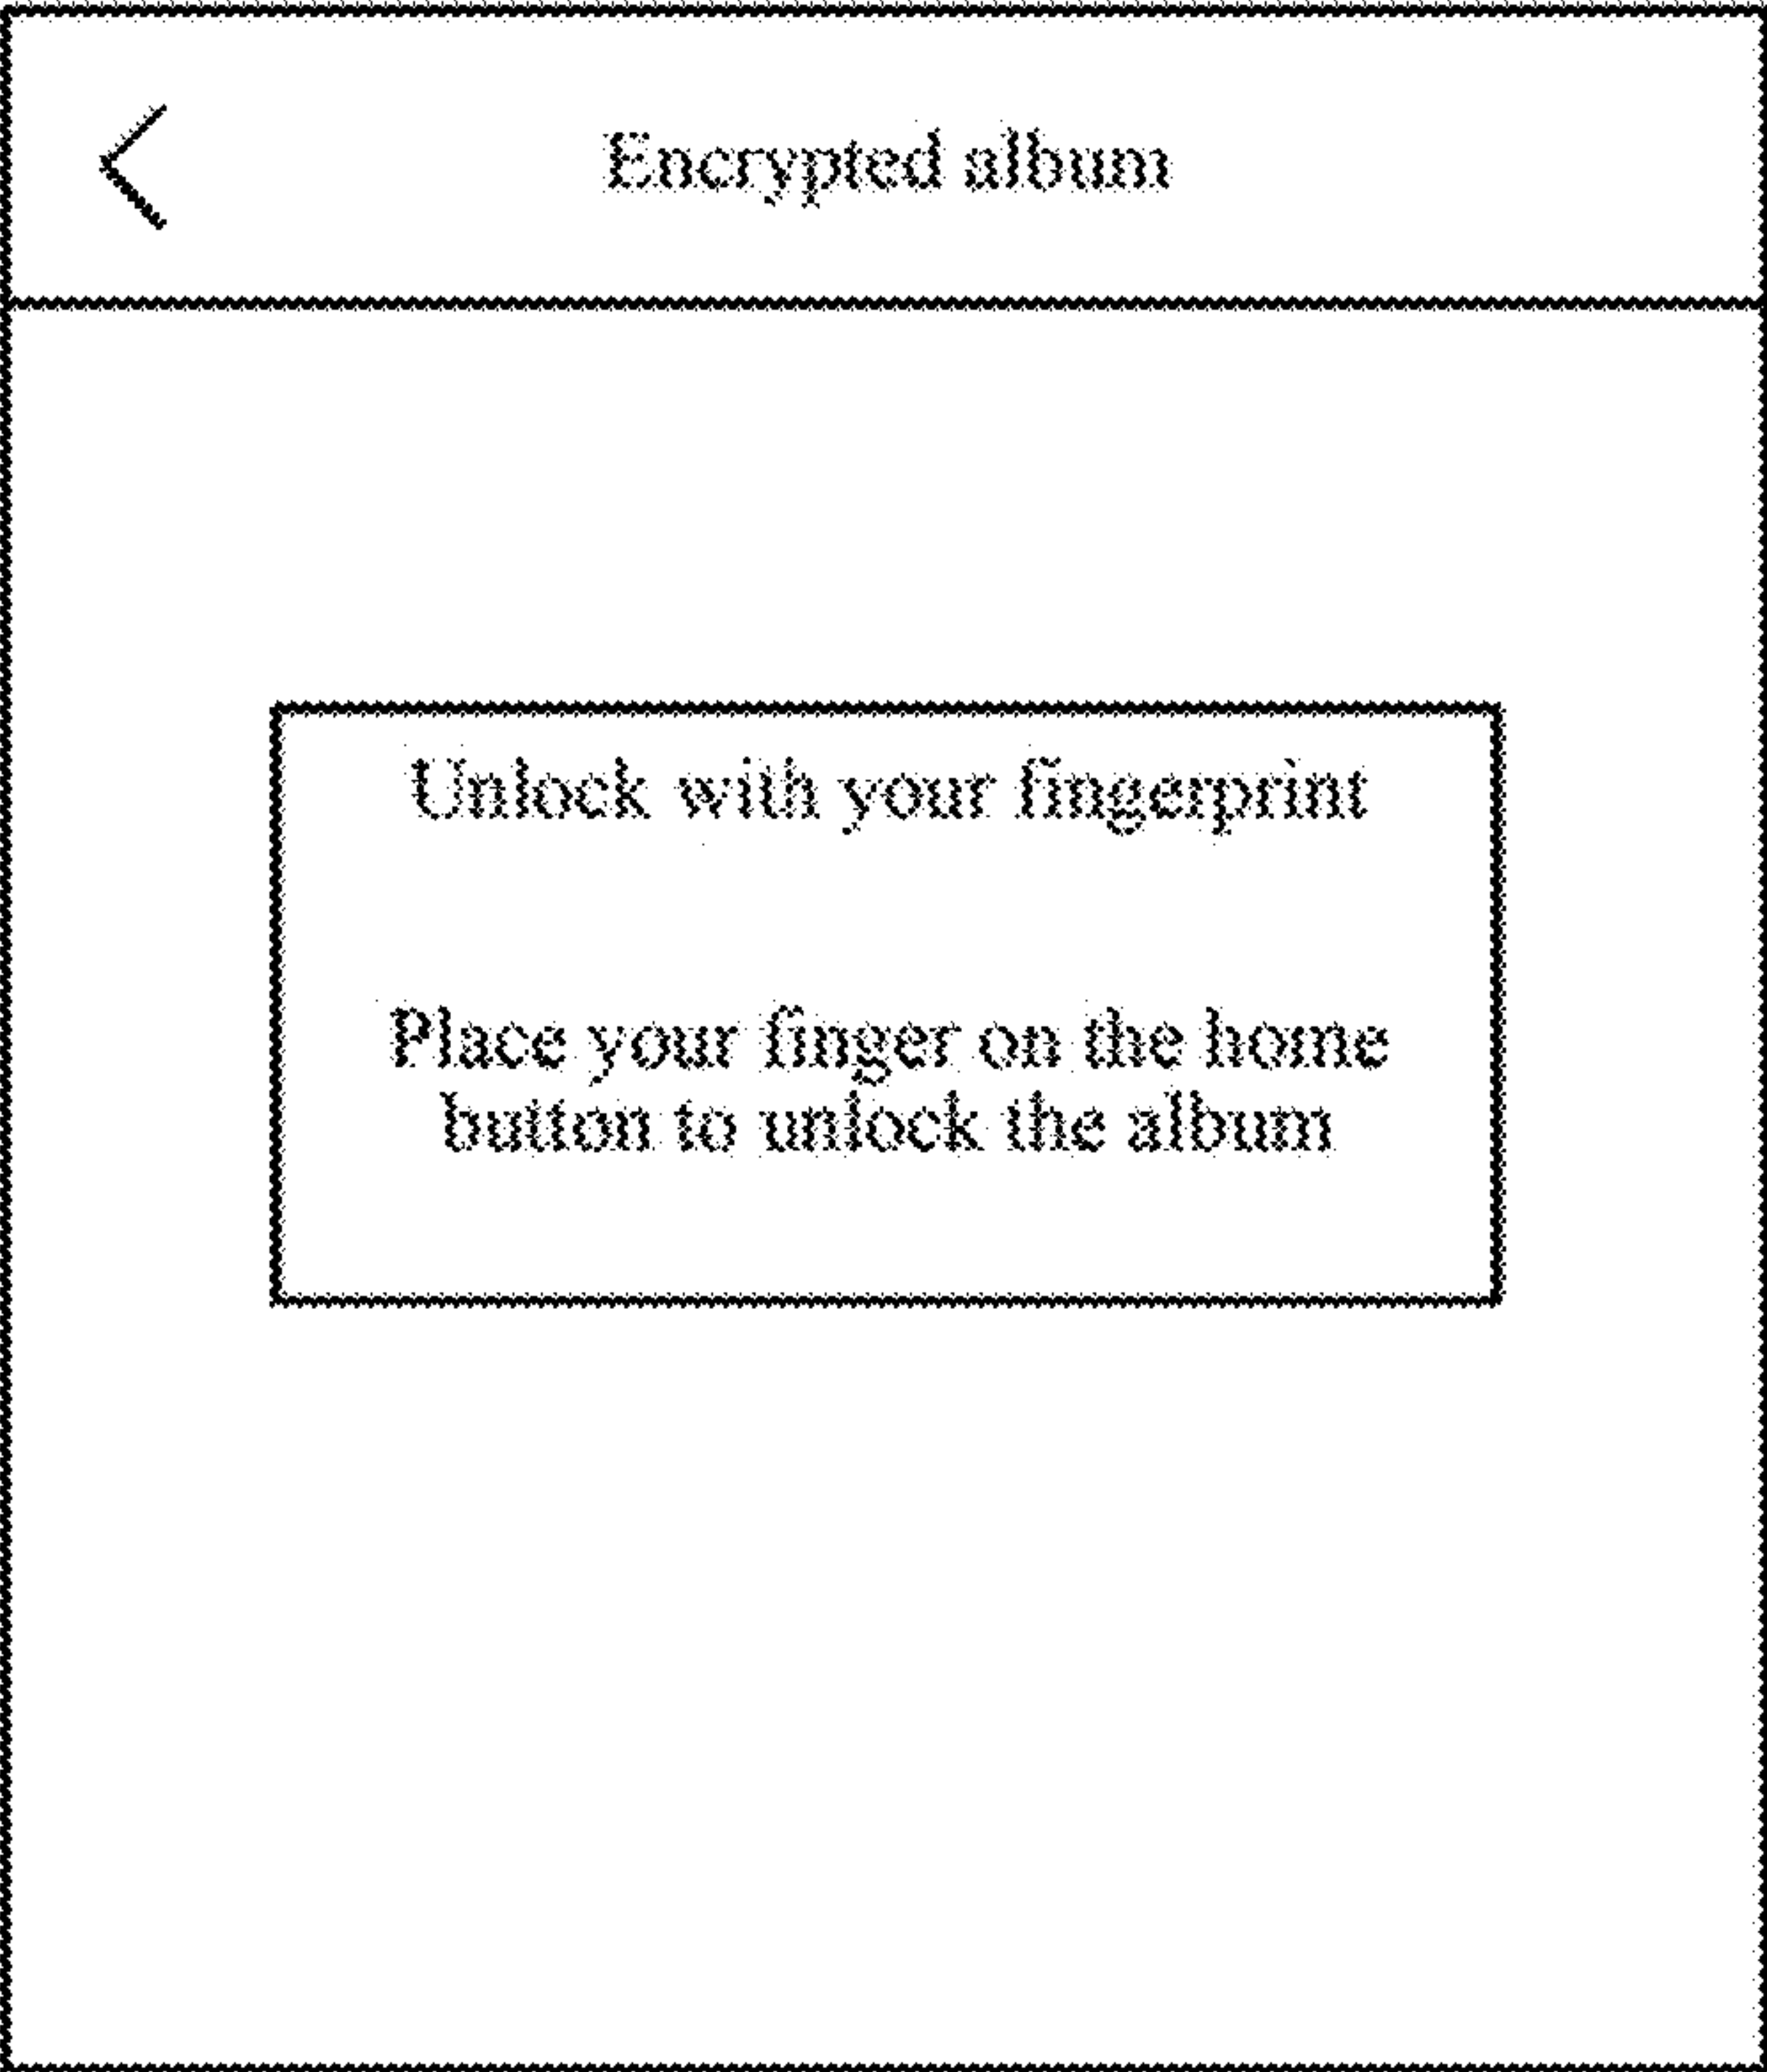 Encrypted album
Unlock with your fingerprint
Place your finger on the home
button to unlock the album